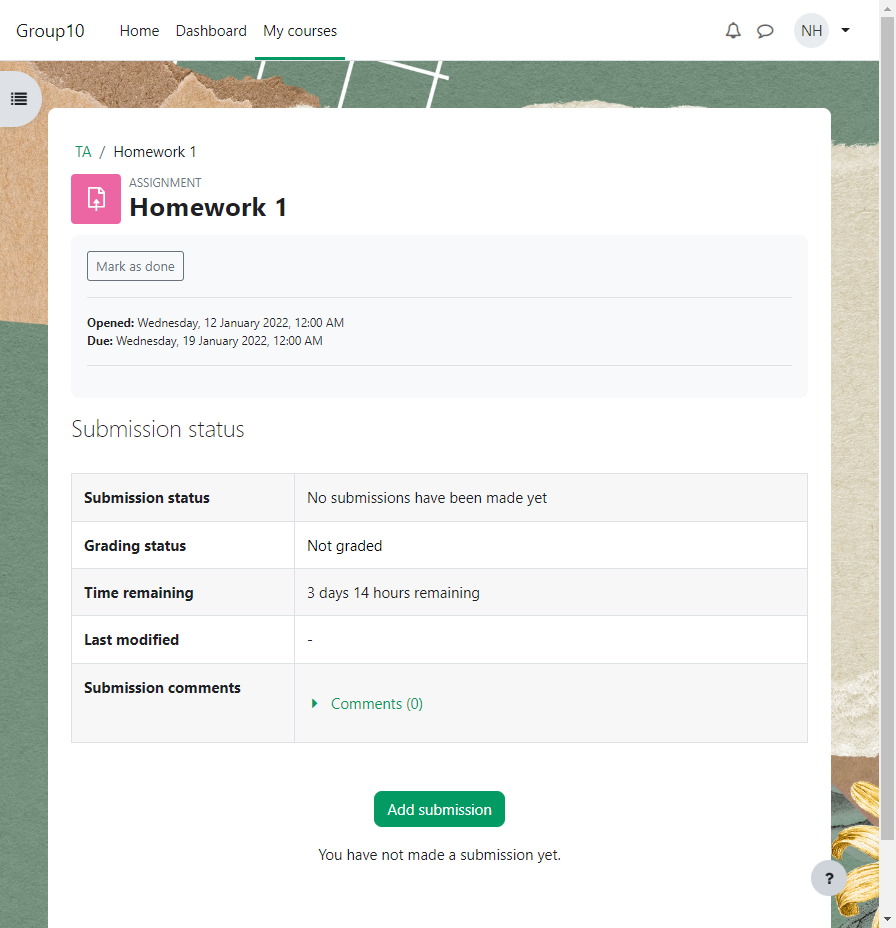 Group10 Home Dashboard My courses NH
TA / Homework 1
ASSIGNMENT
Homework 1
Mark as done
Opened: Wednesday, 12 January 2022, 12:00 AM
Due: Wednesday, 19 January 2022, 12:00 AM
Submission status
Submission status No submissions have been made yet
Grading status Not graded
Time remaining 3 days 14 hours remaining
Last modified -
Submission comments
Comments (0)
Add submission
You have not made a submission yet.
?